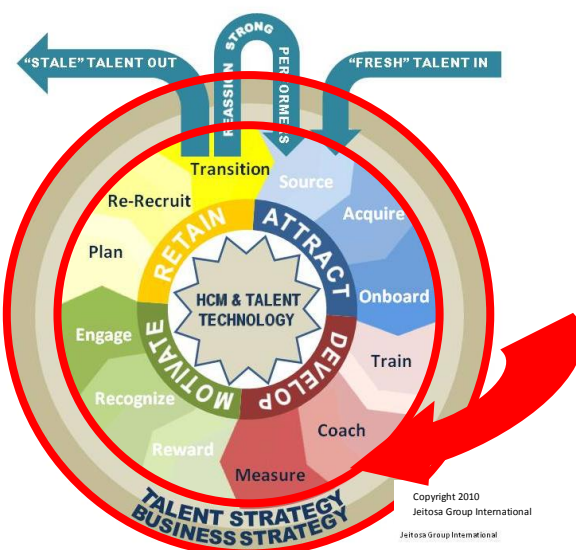 "STALE" TALENT OUT
REASSIGN STRONG PERFORMERS
"FRESH" TALENT IN
Transition
Source
Re-Recruit
Acquire
Plan
Onboard
Engage
Train
Recognize
Coach
Reward
Measure
RETAIN
ATTRACT
MOTIVATE
DEVELOP
HCM & TALENT
TECHNOLOGY
TALENT STRATEGY
BUSINESS STRATEGY
Copyright 2010
Jeitosa Group International
Jeitosa Group International